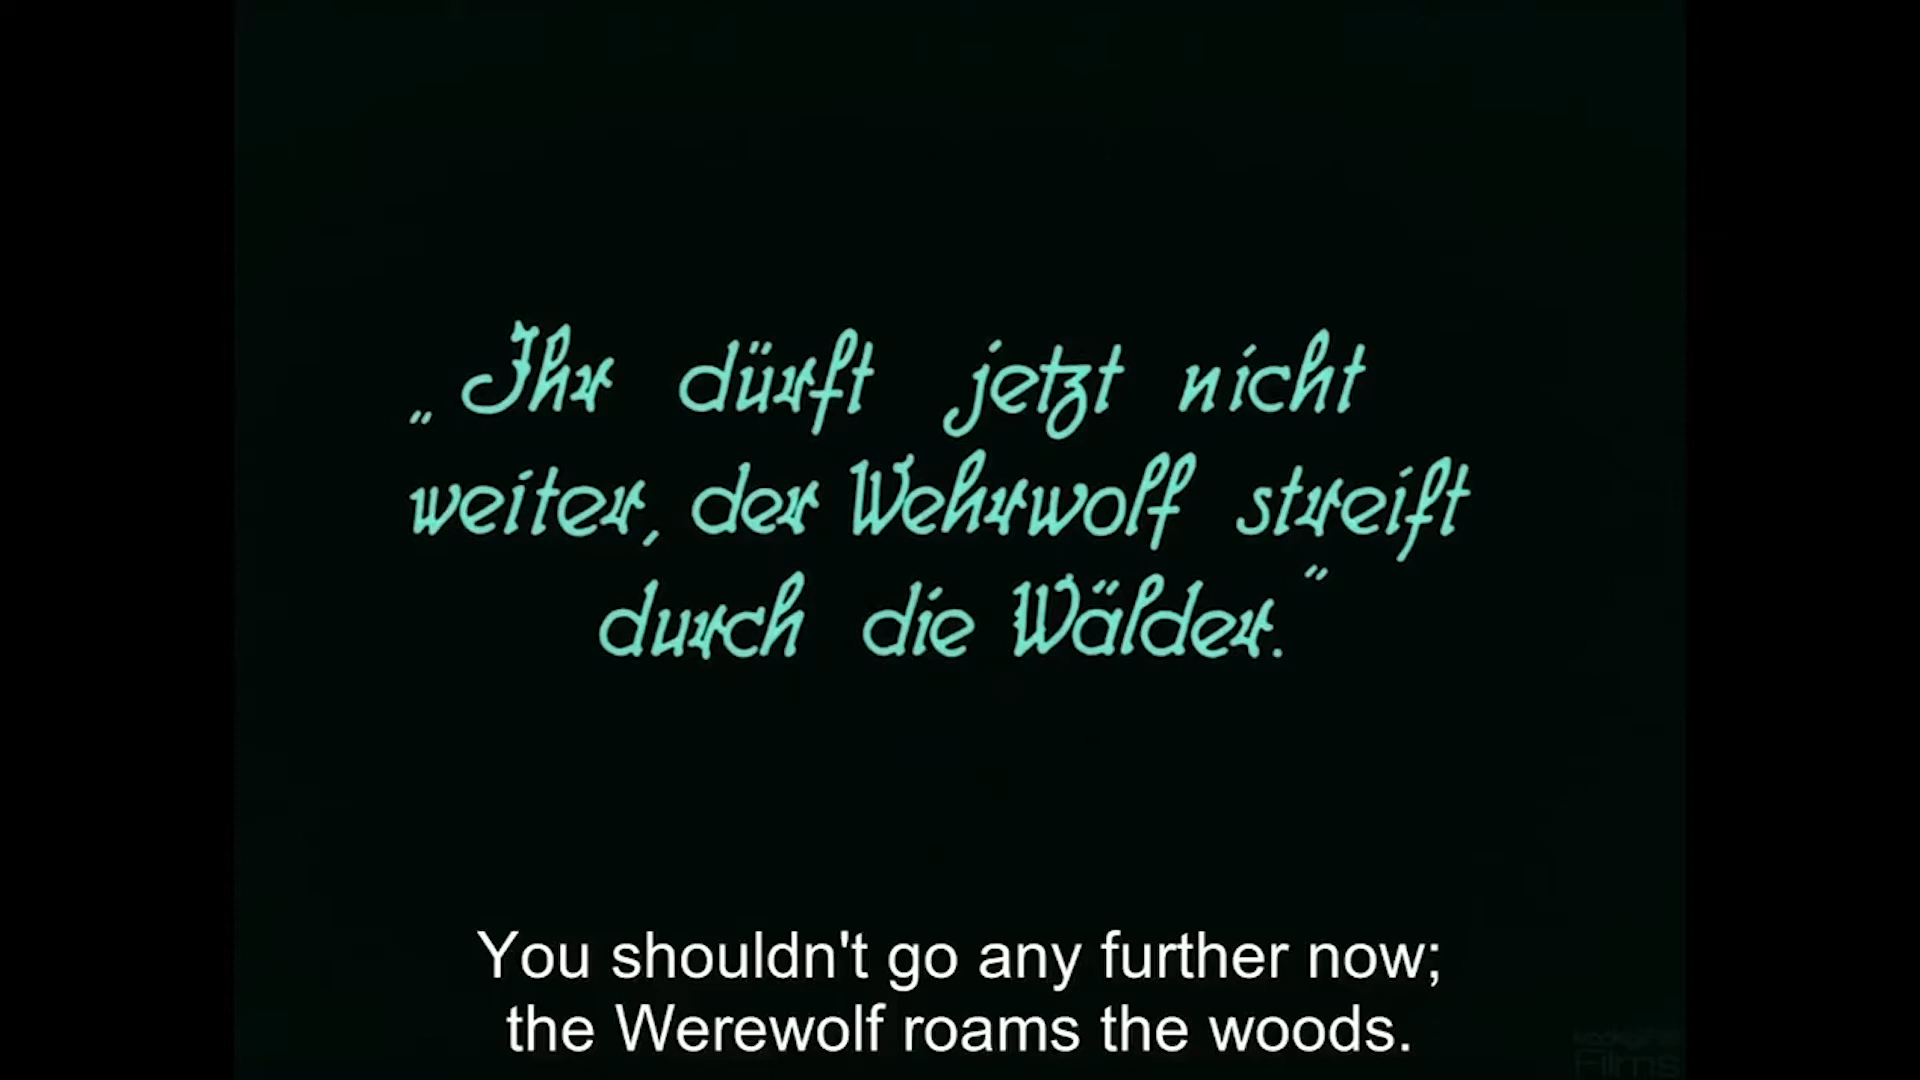 „Ihr dürft jetzt nicht
weiter, der Wehrwolf streift
durch die Wälder.“
You shouldn't go any further now;
the Werewolf roams the woods.
Films